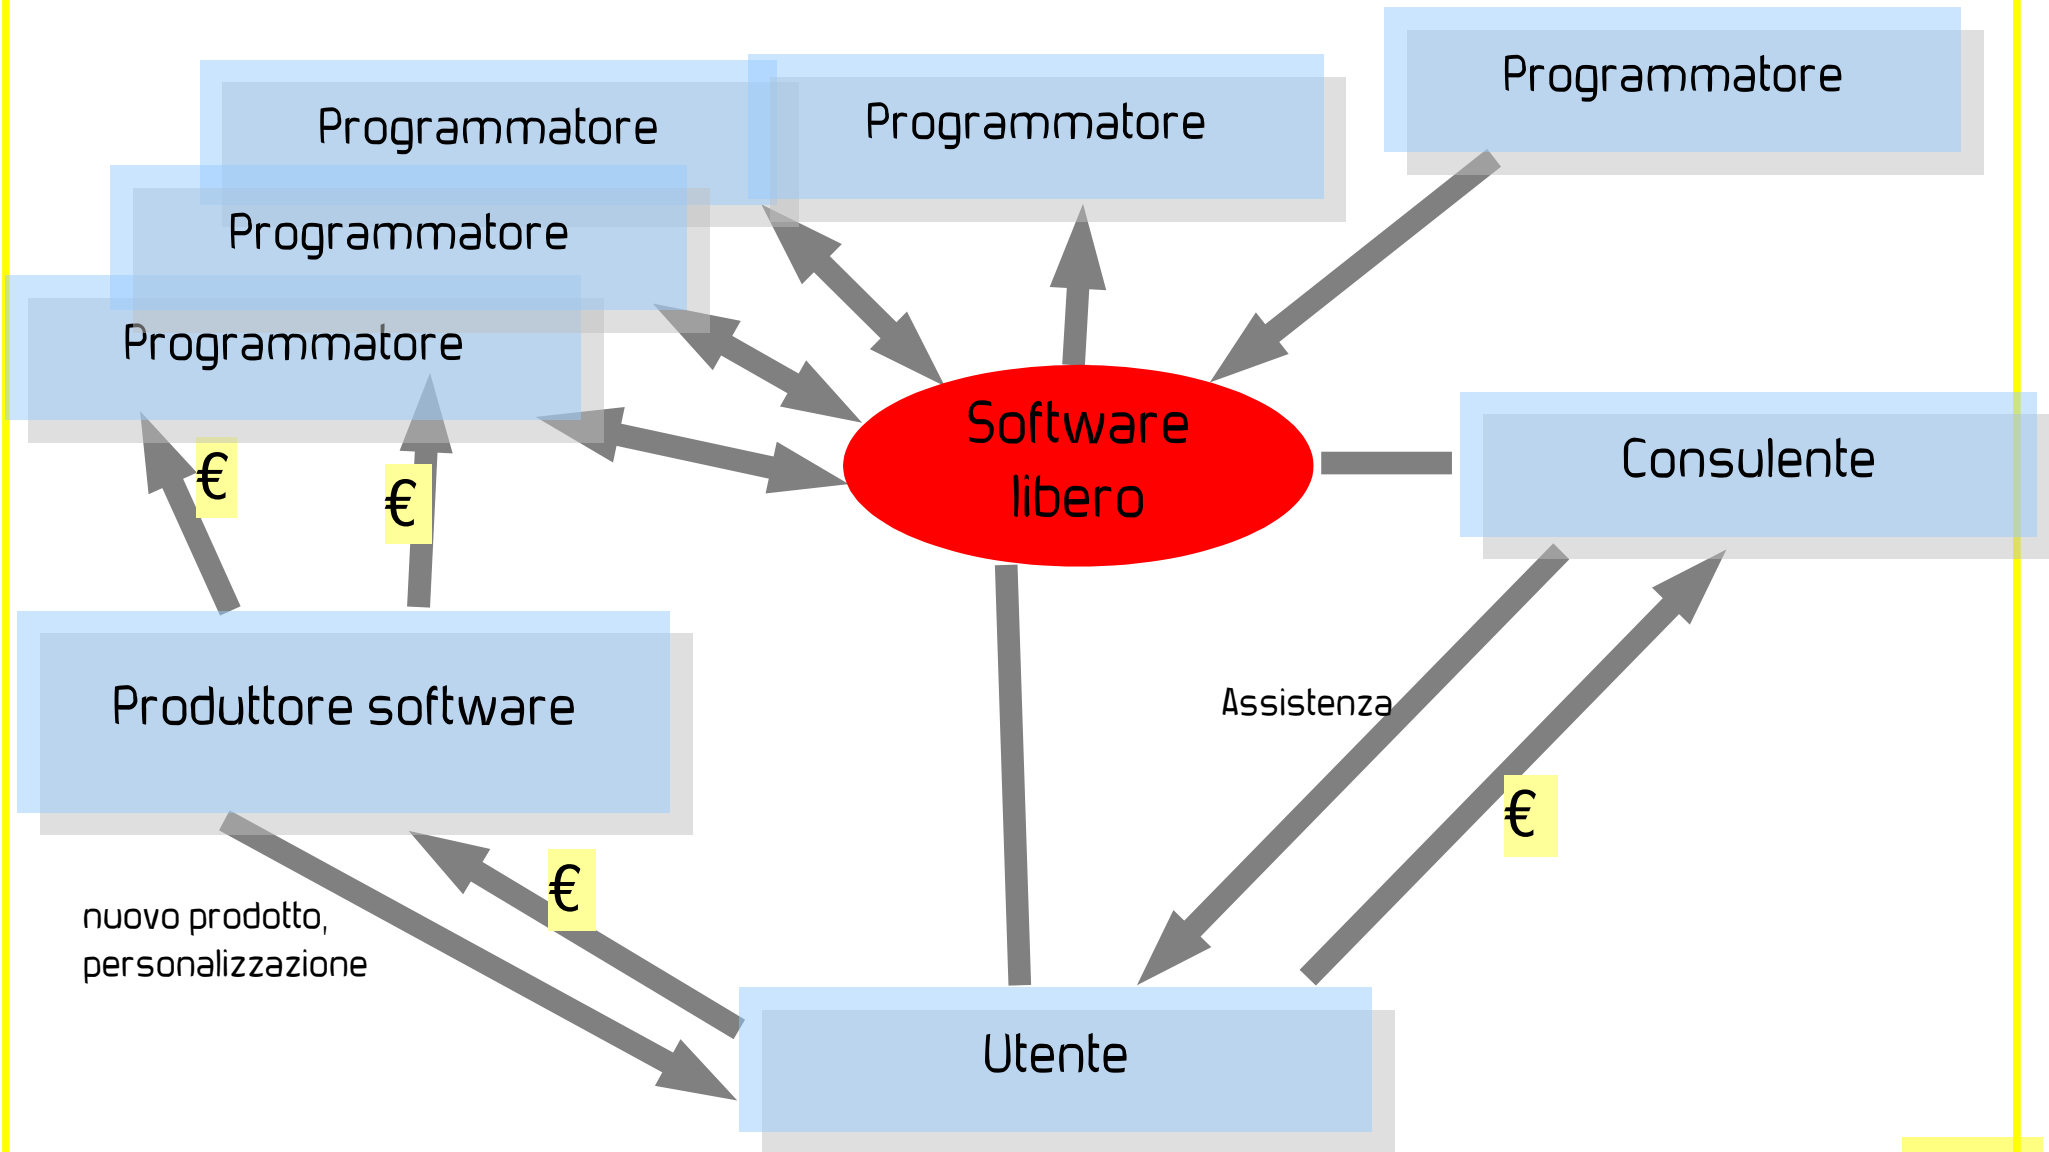 Programmatore
Programmatore
Programmatore
Programmatore
Programmatore
Software
libero
Consulente
€
€
Produttore software
Assistenza
€
€
nuovo prodotto,
personalizzazione
Utente